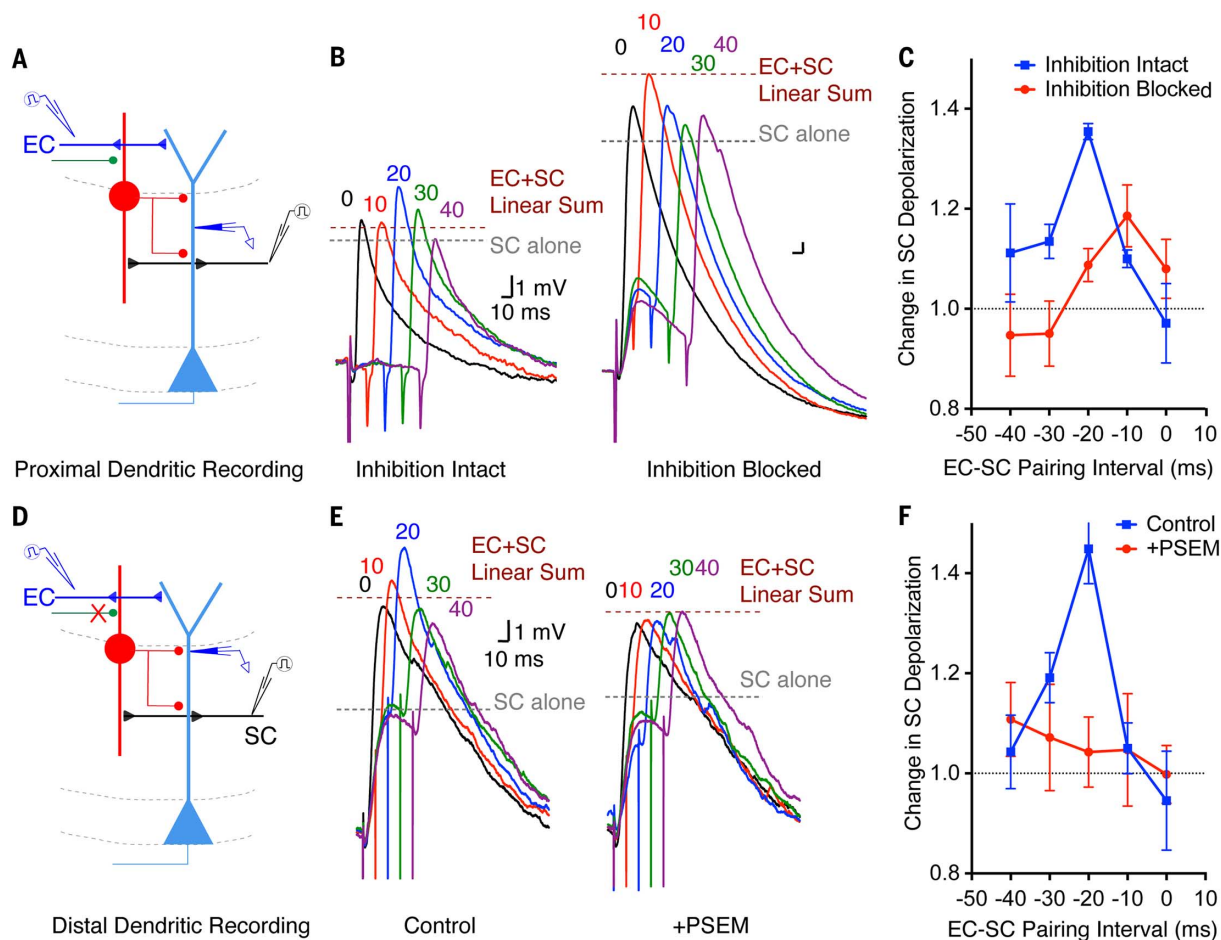 A
EC
Proximal Dendritic Recording
B
0
10
20
30
40
EC+SC
Linear Sum
SC alone
1 mV
10 ms
Inhibition Intact
0
10
20
30
40
EC+SC
Linear Sum
SC alone
Inhibition Blocked
C
Inhibition Intact
Inhibition Blocked
Change in SC Depolarization
1.4
1.2
1.0
0.8
-50 -40 -30 -20 -10 0 10
EC-SC Pairing Interval (ms)
D
EC
SC
Distal Dendritic Recording
E
0
10
20
30
40
EC+SC
Linear Sum
SC alone
1 mV
10 ms
Control
0 10 20 30 40
EC+SC
Linear Sum
SC alone
+PSEM
F
Control
+PSEM
Change in SC Depolarization
1.4
1.2
1.0
0.8
-50 -40 -30 -20 -10 0 10
EC-SC Pairing Interval (ms)